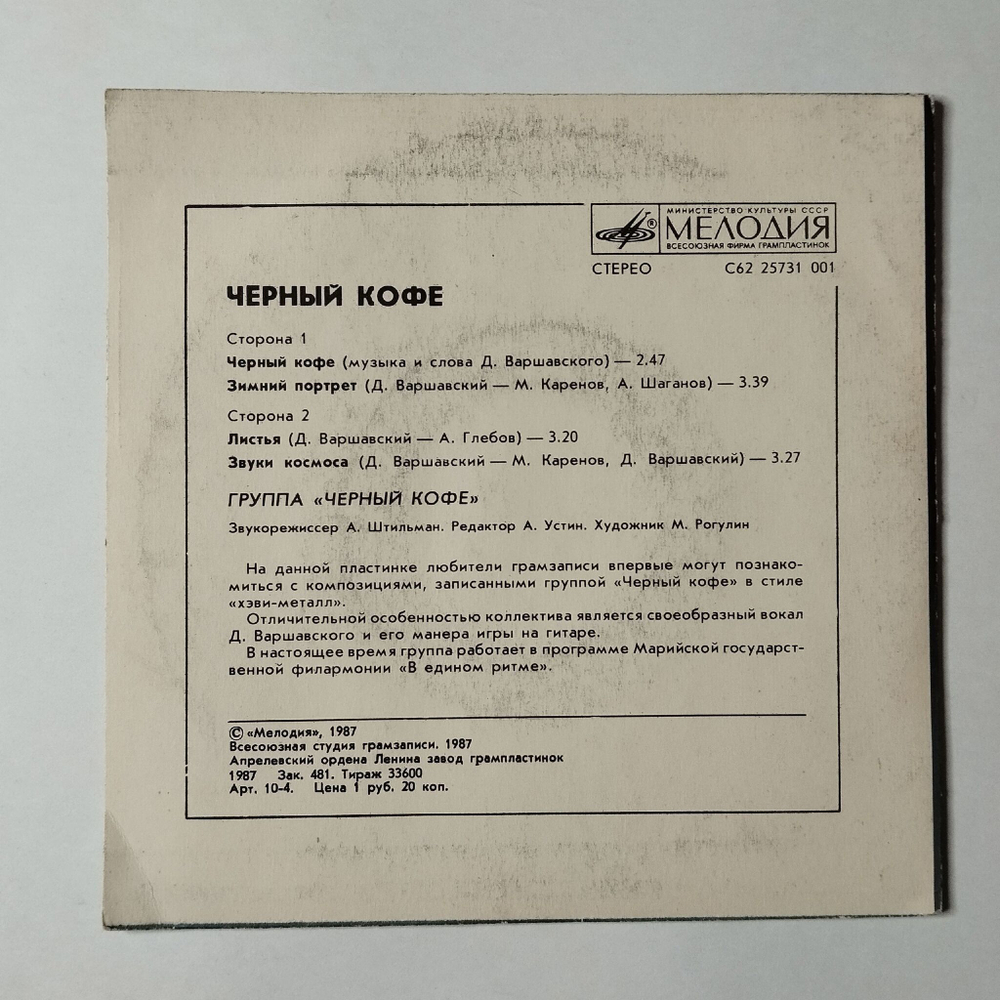 МИНИСТЕРСТВО КУЛЬТУРЫ СССР
® МЕЛОДИЯ
ВСЕСОЮЗНАЯ ФИРМА ГРАМПЛАСТИНОК
СТЕРЕО С62 25731 001
ЧЕРНЫЙ КОФЕ
Сторона 1
Черный кофе (музыка и слова Д. Варшавского) — 2.47
Зимний портрет (Д. Варшавский — М. Каренов, А. Шаганов) — 3.39
Сторона 2
Листья (Д. Варшавский — А. Глебов) — 3.20
Звуки космоса (Д. Варшавский — М. Каренов, Д. Варшавский) — 3.27
ГРУППА «ЧЕРНЫЙ КОФЕ»
Звукорежиссер А. Штильман. Редактор А. Устин. Художник М. Рогулин
На данной пластинке любители грамзаписи впервые могут познако-
миться с композициями, записанными группой «Черный кофе» в стиле
«хэви-металл».
Отличительной особенностью коллектива является своеобразный вокал
Д. Варшавского и его манера игры на гитаре.
В настоящее время группа работает в программе Марийской государст-
венной филармонии «В едином ритме».
© «Мелодия», 1987
Всесоюзная студия грамзаписи. 1987
Апрелевский ордена Ленина завод грампластинок
1987 Зак. 481. Тираж 33600
Арт. 10-4. Цена 1 руб. 20 коп.